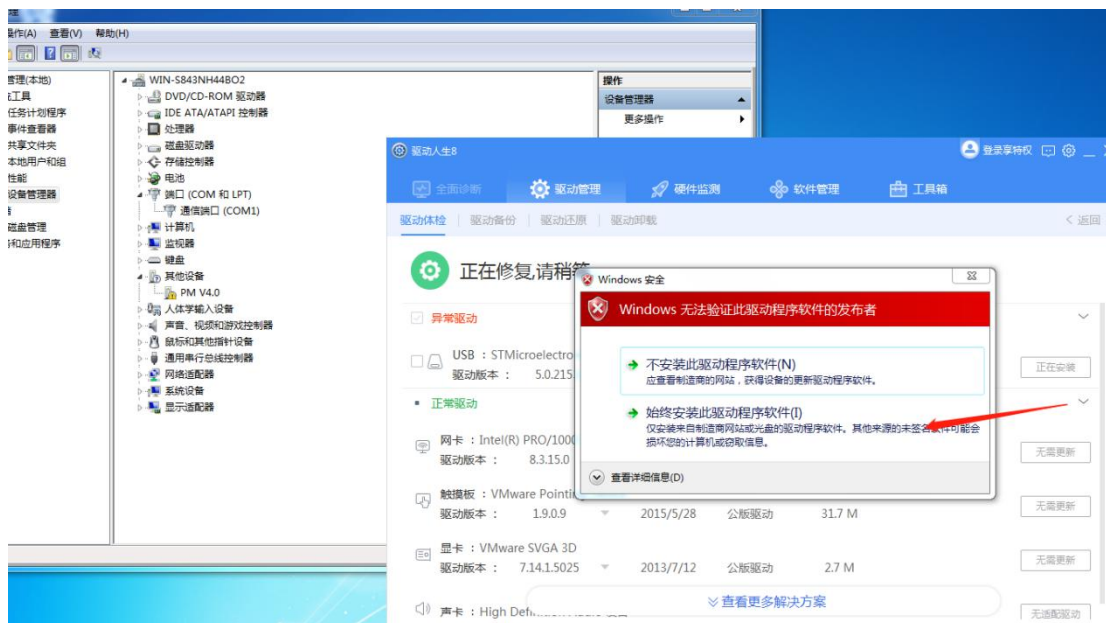 操作(A) 查看(V) 帮助(H)
管理(本地)
工具
任务计划程序
事件查看器
共享文件夹
本地用户和组
性能
设备管理器
磁盘管理
和应用程序
WIN-S843NH44BO2
DVD/CD-ROM 驱动器
IDE ATA/ATAPI 控制器
处理器
磁盘驱动器
存储控制器
电池
端口 (COM 和 LPT)
通信端口 (COM1)
计算机
监视器
键盘
其他设备
PM V4.0
人体学输入设备
声音、视频和游戏控制器
鼠标和其他指针设备
通用串行总线控制器
网络适配器
系统设备
显示适配器
操作
设备管理器
更多操作
驱动人生8
登录享特权
全面诊断 驱动管理 硬件监测 软件管理 工具箱
驱动体检 驱动备份 驱动还原 驱动卸载 返回
正在修复,请稍等
Windows 安全
Windows 无法验证此驱动程序软件的发布者
不安装此驱动程序软件(N)
应查看制造商的网站，获得设备的更新驱动程序软件。
始终安装此驱动程序软件(I)
仅安装来自制造商网站或光盘的驱动程序软件。其他来源的未签名软件可能会
损坏您的计算机或窃取信息。
查看详细信息(D)
异常驱动
USB ：STMicroelectro
驱动版本 ： 5.0.215 正在安装
正常驱动
网卡 ：Intel(R) PRO/1000
驱动版本 ： 8.3.15.0 无需更新
触摸板 ：VMware Pointin
驱动版本 ： 1.9.0.9 2015/5/28 公版驱动 31.7 M 无需更新
显卡 ：VMware SVGA 3D
驱动版本 ： 7.14.1.5025 2013/7/12 公版驱动 2.7 M 无需更新
查看更多解决方案
声卡 ：High Def 无适配驱动